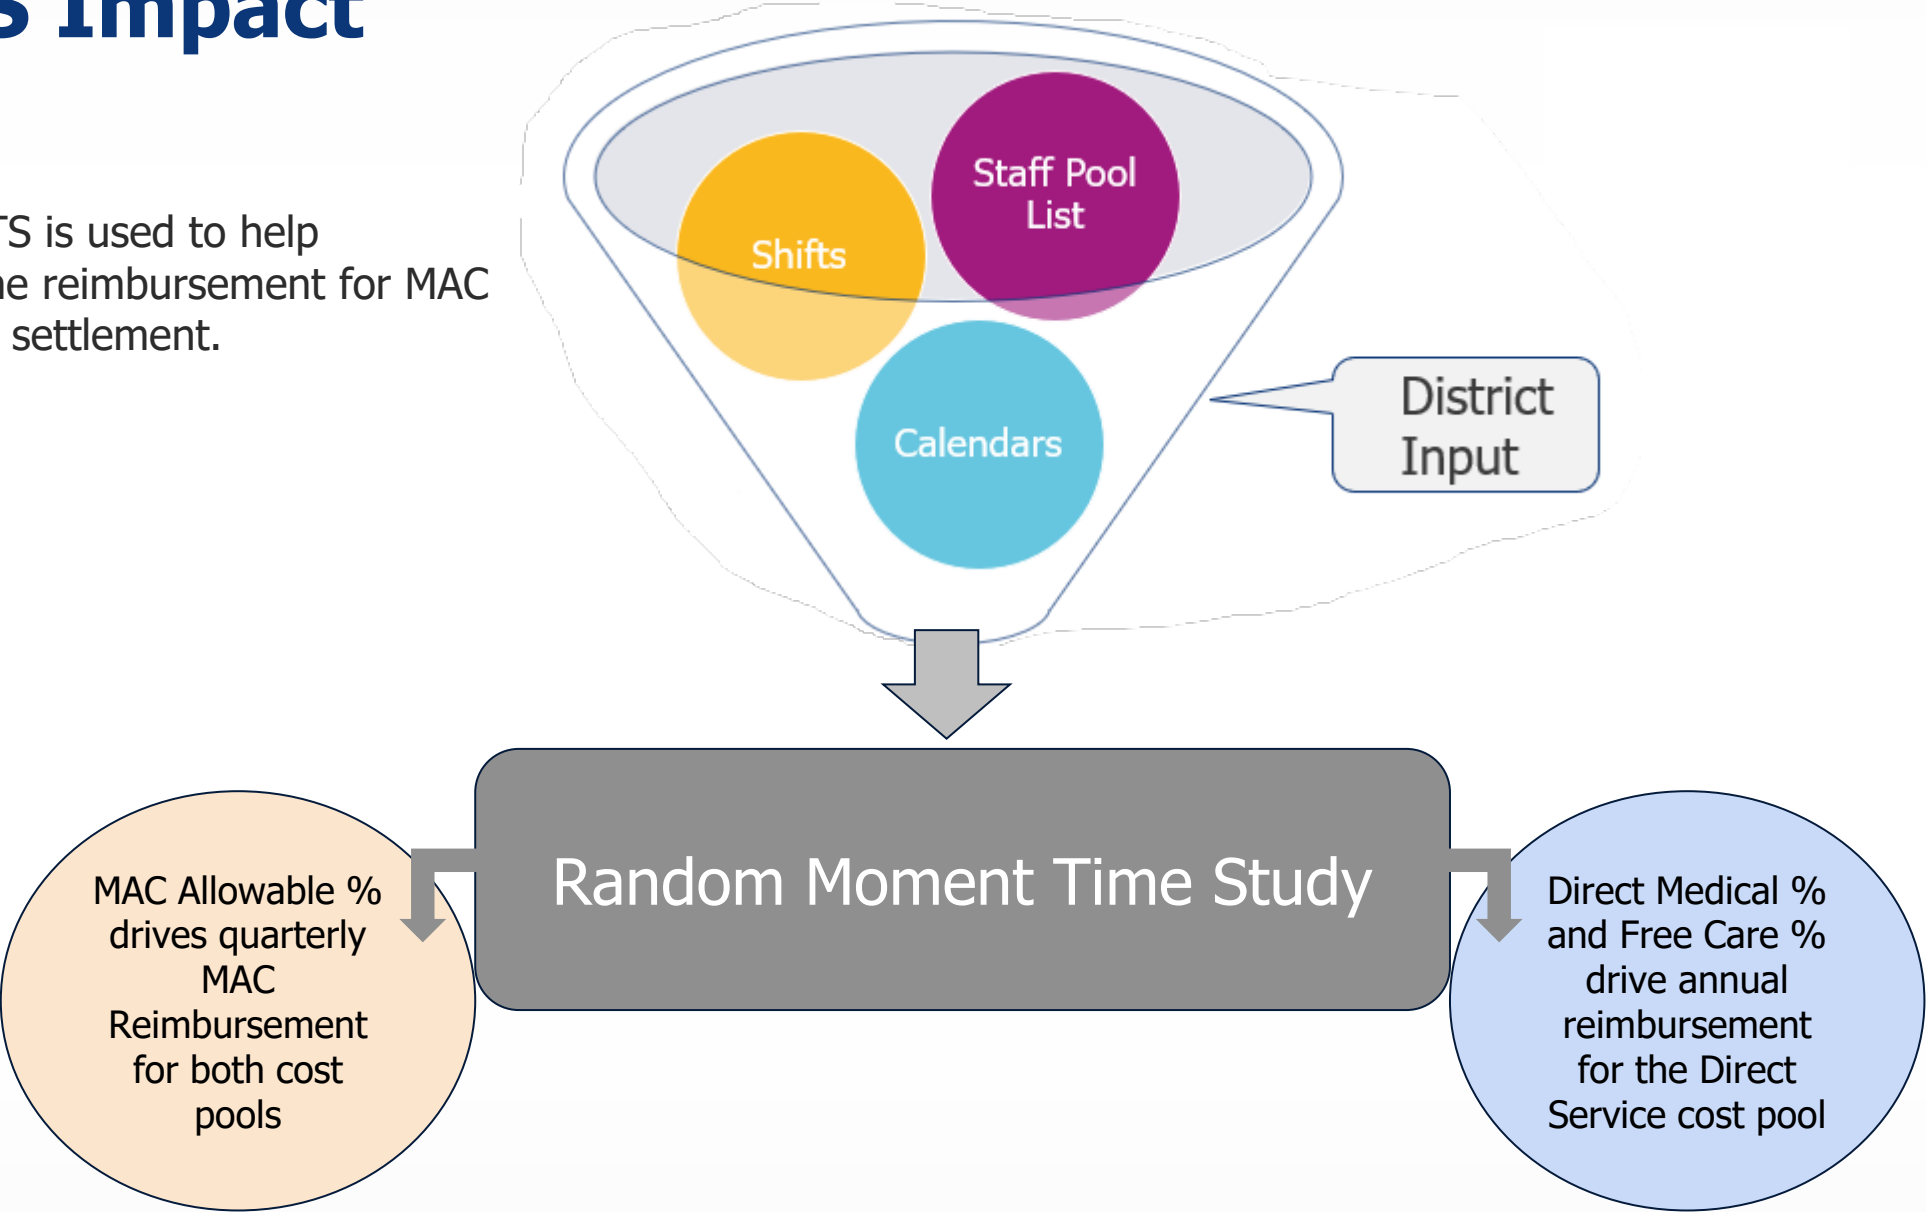 S Impact
TS is used to help
ne reimbursement for MAC
settlement.
Staff Pool
List
Shifts
Calendars
District
Input
Random Moment Time Study
MAC Allowable %
drives quarterly
MAC
Reimbursement
for both cost
pools
Direct Medical %
and Free Care %
drive annual
reimbursement
for the Direct
Service cost pool